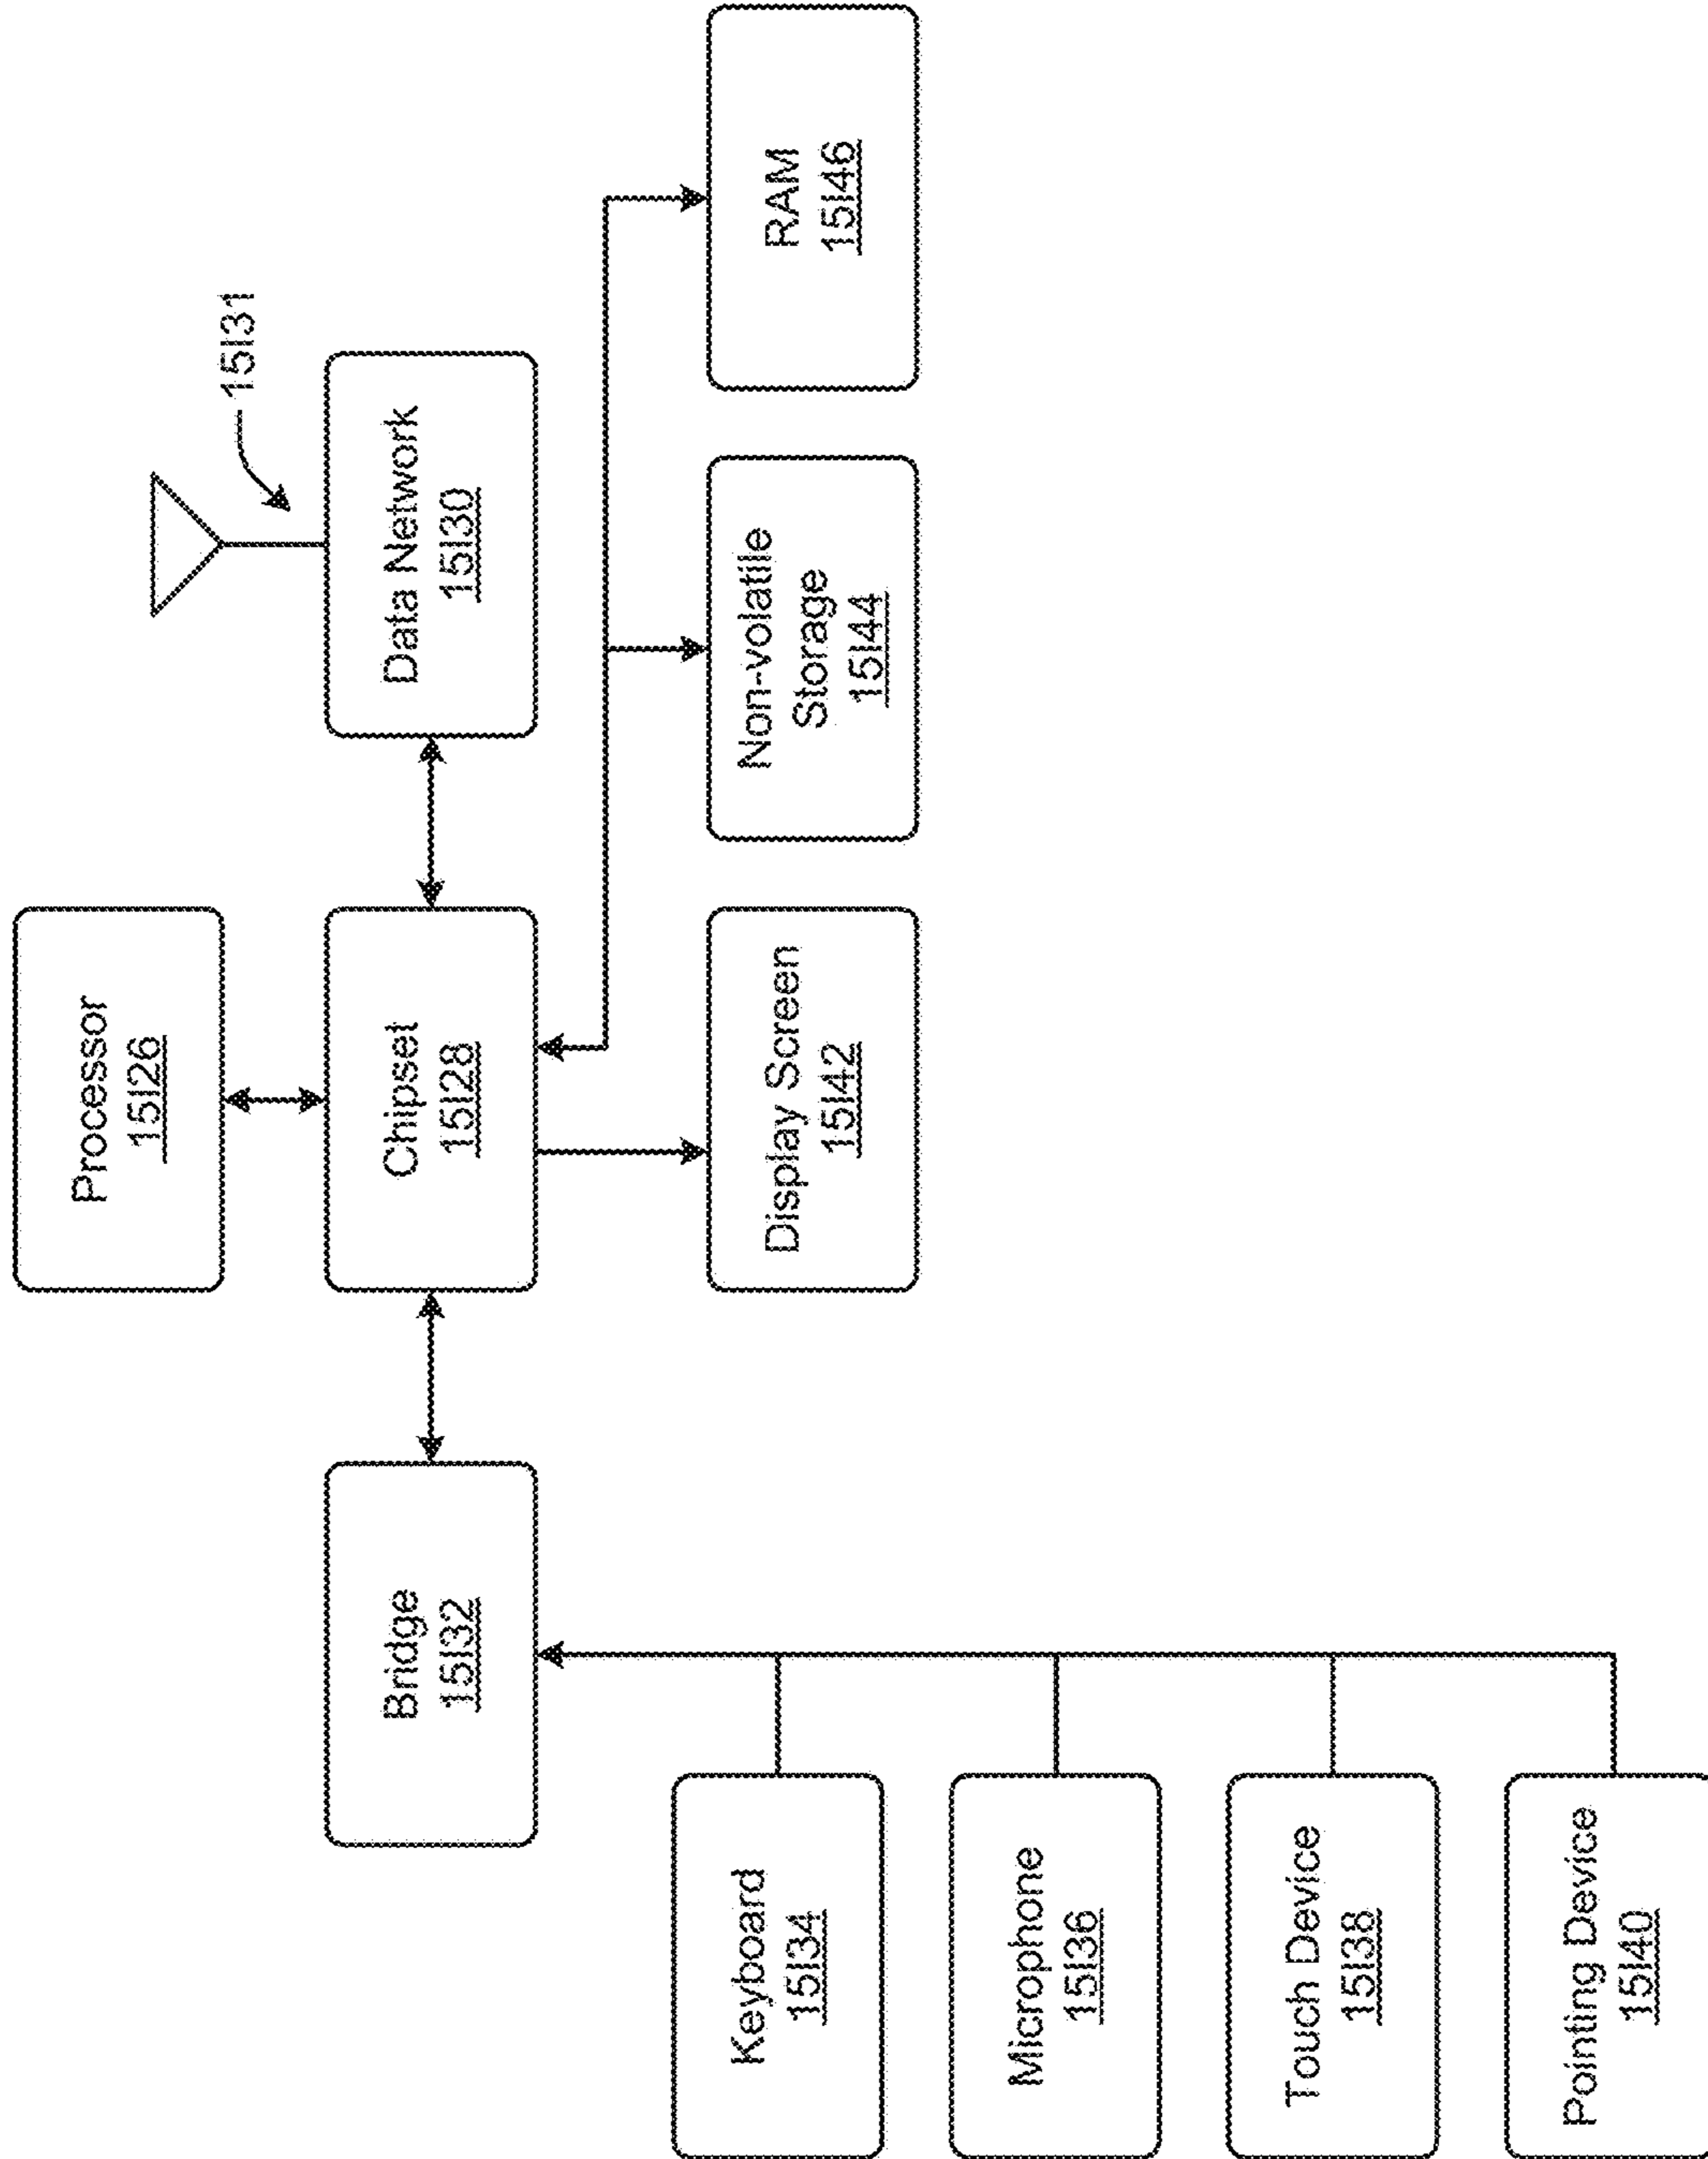 Processor
15I26
15I31
Bridge
15I32
Chipset
15I28
Data Network
15I30
Keyboard
15I34
Display Screen
15I42
Non-volatile
Storage
15I44
RAM
15I46
Microphone
15I36
Touch Device
15I38
Pointing Device
15I40